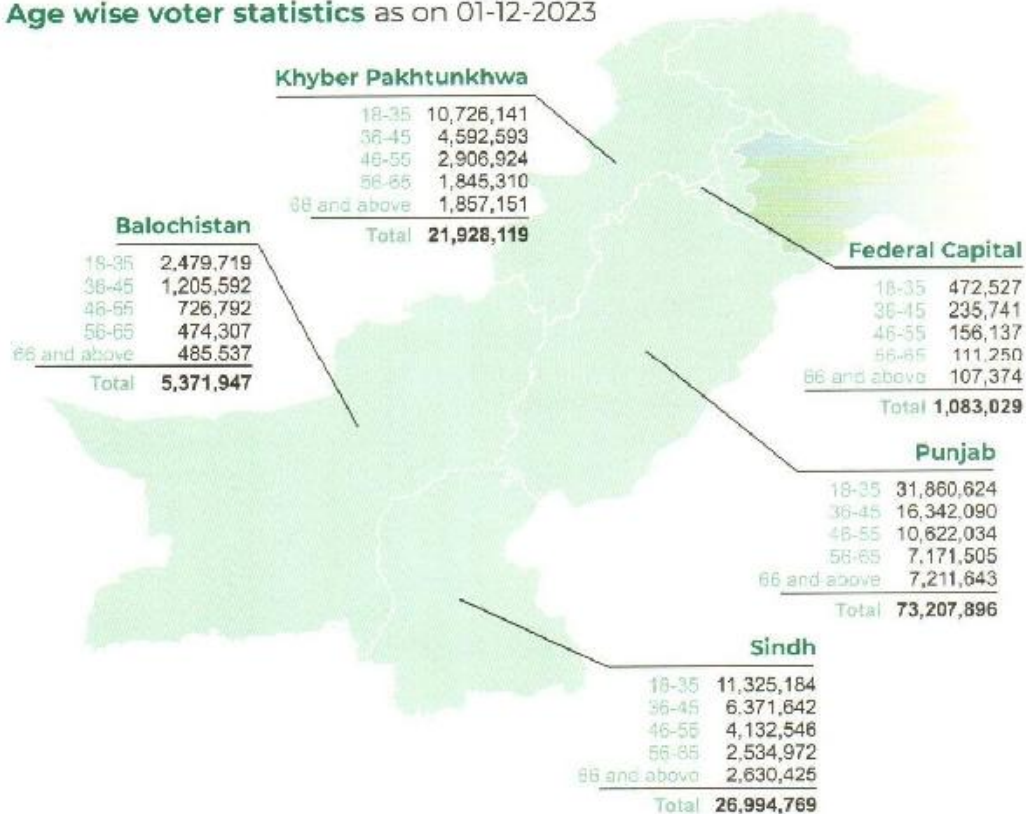 Age wise voter statistics as on 01-12-2023
Khyber Pakhtunkhwa
18-35 10,726,141
36-45 4,592,593
46-55 2,906,924
56-65 1,845,310
66 and above 1,857,151
Total 21,928,119
Balochistan
18-35 2,479,719
36-45 1,205,592
46-55 726,792
56-65 474,307
66 and above 485,537
Total 5,371,947
Federal Capital
18-35 472,527
36-45 235,741
46-55 156,137
56-65 111,250
66 and above 107,374
Total 1,083,029
Punjab
18-35 31,860,624
36-45 16,342,090
46-55 10,622,034
56-65 7,171,505
66 and above 7,211,643
Total 73,207,896
Sindh
18-35 11,325,184
36-45 6,371,642
46-55 4,132,546
56-65 2,534,972
66 and above 2,630,425
Total 26,994,769